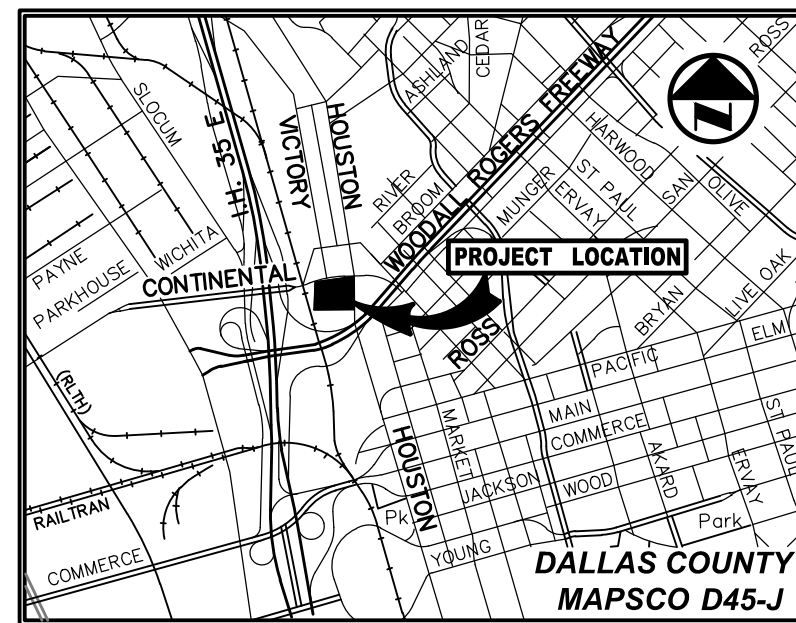 ROSS
CEDAR
ASHLAND
SLOCUM
I.H. 35 E
VICTORY
HOUSTON
WOODALL ROGERS FREEWAY
N
HARWOOD
ST PAUL
SAN
OLIVE
RIVER
BROOM
MUNGER
ERVAY
PAYNE
PARKHOUSE
WICHITA
CONTINENTAL
PROJECT LOCATION
LIVE OAK
BRYAN
ELM
ROSS
PACIFIC
(RLTH)
MARKET
MAIN
COMMERCE
ST PAUL
HOUSTON
JACKSON
WOOD
AKARD
ERVAY
RAILTRAN
Pk
Park
COMMERCE
YOUNG
DALLAS COUNTY
MAPSCO D45-J